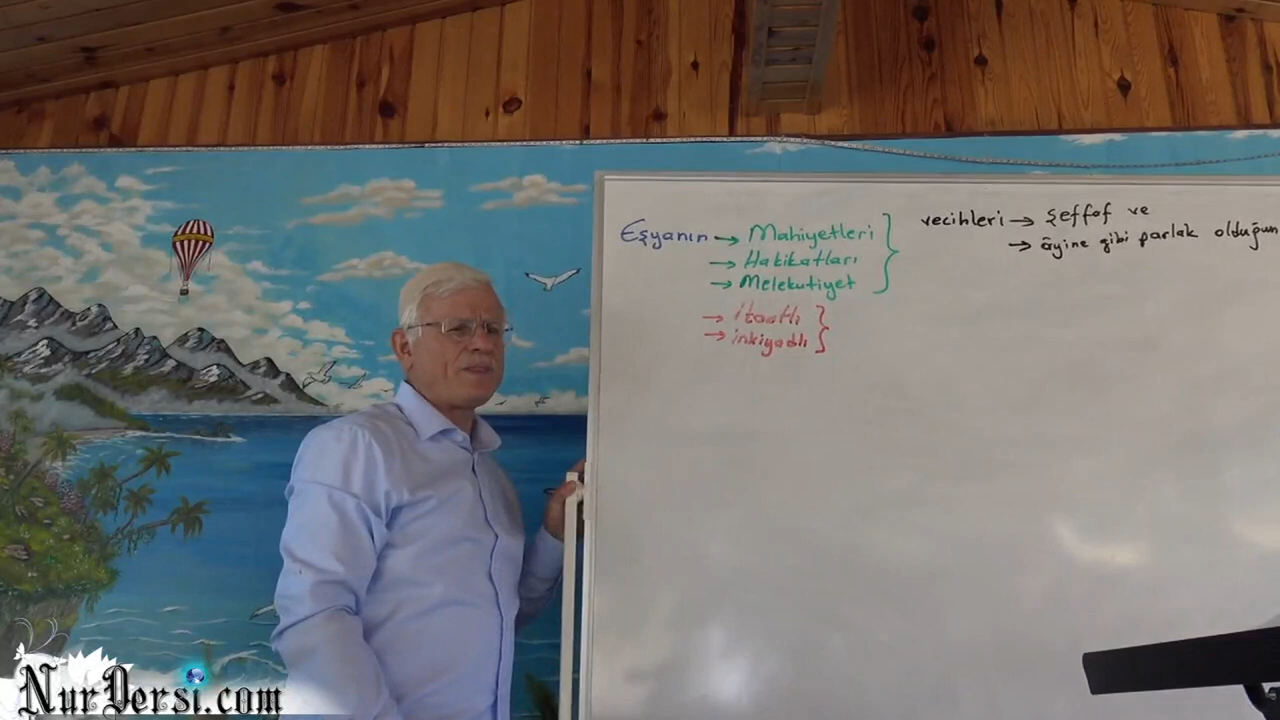 Eşyanın → Mahiyetleri
→ Hakikatları
→ Melekutiyet
→ itaatlı
→ inkiyadlı
vecihleri → şeffaf ve
→ âyine gibi parlak olduğun
NurDersi.com